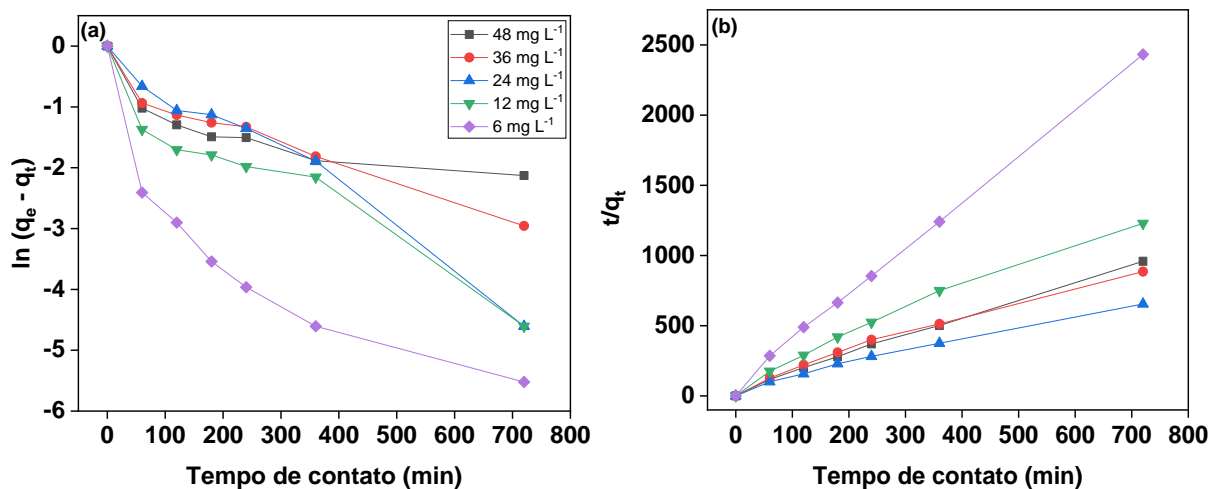 (a)
48 mg L⁻¹
36 mg L⁻¹
24 mg L⁻¹
12 mg L⁻¹
6 mg L⁻¹
0
-1
-2
-3
-4
-5
-6
ln (qₑ - qₜ)
0 100 200 300 400 500 600 700 800
Tempo de contato (min)
(b)
2500
2000
1500
1000
500
0
t/qₜ
0 100 200 300 400 500 600 700 800
Tempo de contato (min)